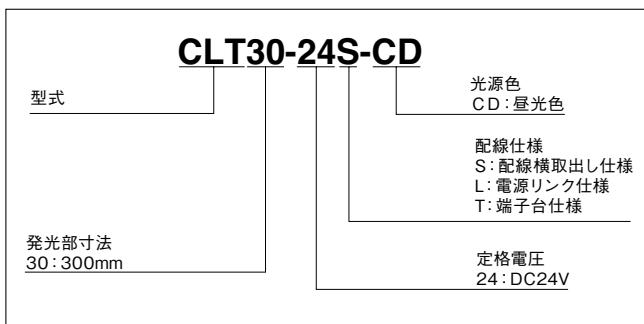 CLT30-24S-CD
型式
光源色
CD：昼光色
配線仕様
S：配線横取出し仕様
L：電源リンク仕様
T：端子台仕様
発光部寸法
30：300mm
定格電圧
24：DC24V